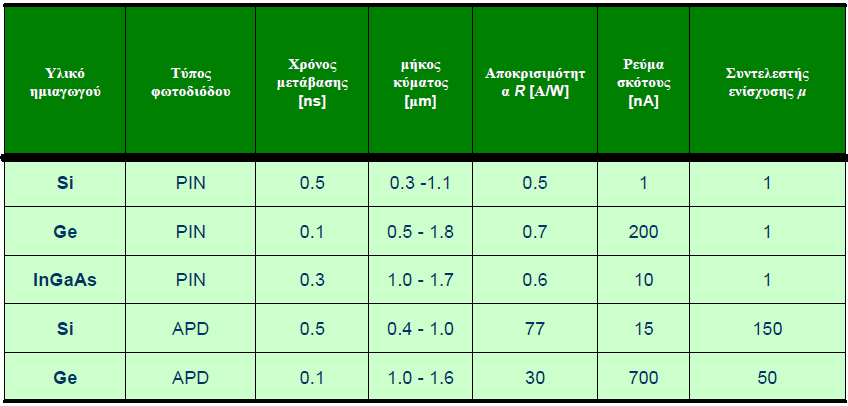 Υλικό ημιαγωγού	Τύπος φωτοδιόδου	Χρόνος μετάβασης [ns]	μήκος κύματος [μm]	Αποκρισιμότητ α R [A/W]	Ρεύμα σκότους [nA]	Συντελεστής ενίσχυσης μ
Si	PIN	0.5	0.3 -1.1	0.5	1	1
Ge	PIN	0.1	0.5 - 1.8	0.7	200	1
InGaAs	PIN	0.3	1.0 - 1.7	0.6	10	1
Si	APD	0.5	0.4 - 1.0	77	15	150
Ge	APD	0.1	1.0 - 1.6	30	700	50